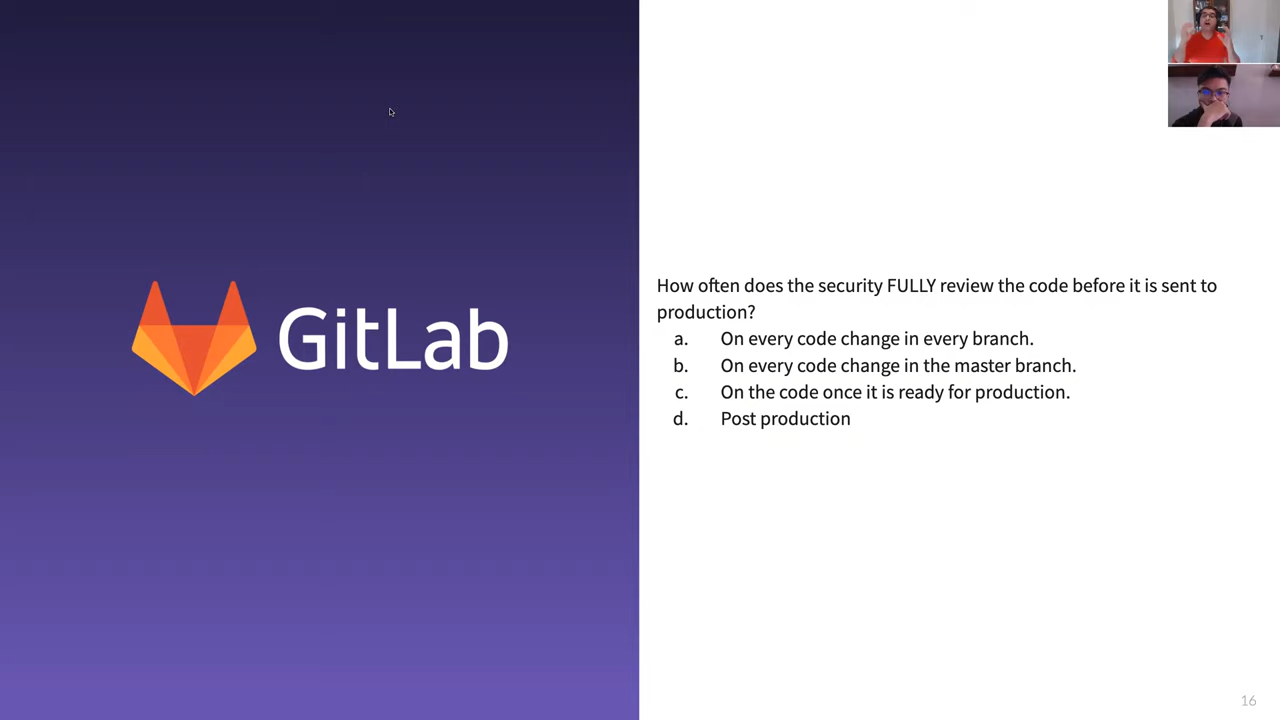 GitLab
How often does the security FULLY review the code before it is sent to
production?
a. On every code change in every branch.
b. On every code change in the master branch.
c. On the code once it is ready for production.
d. Post production
16